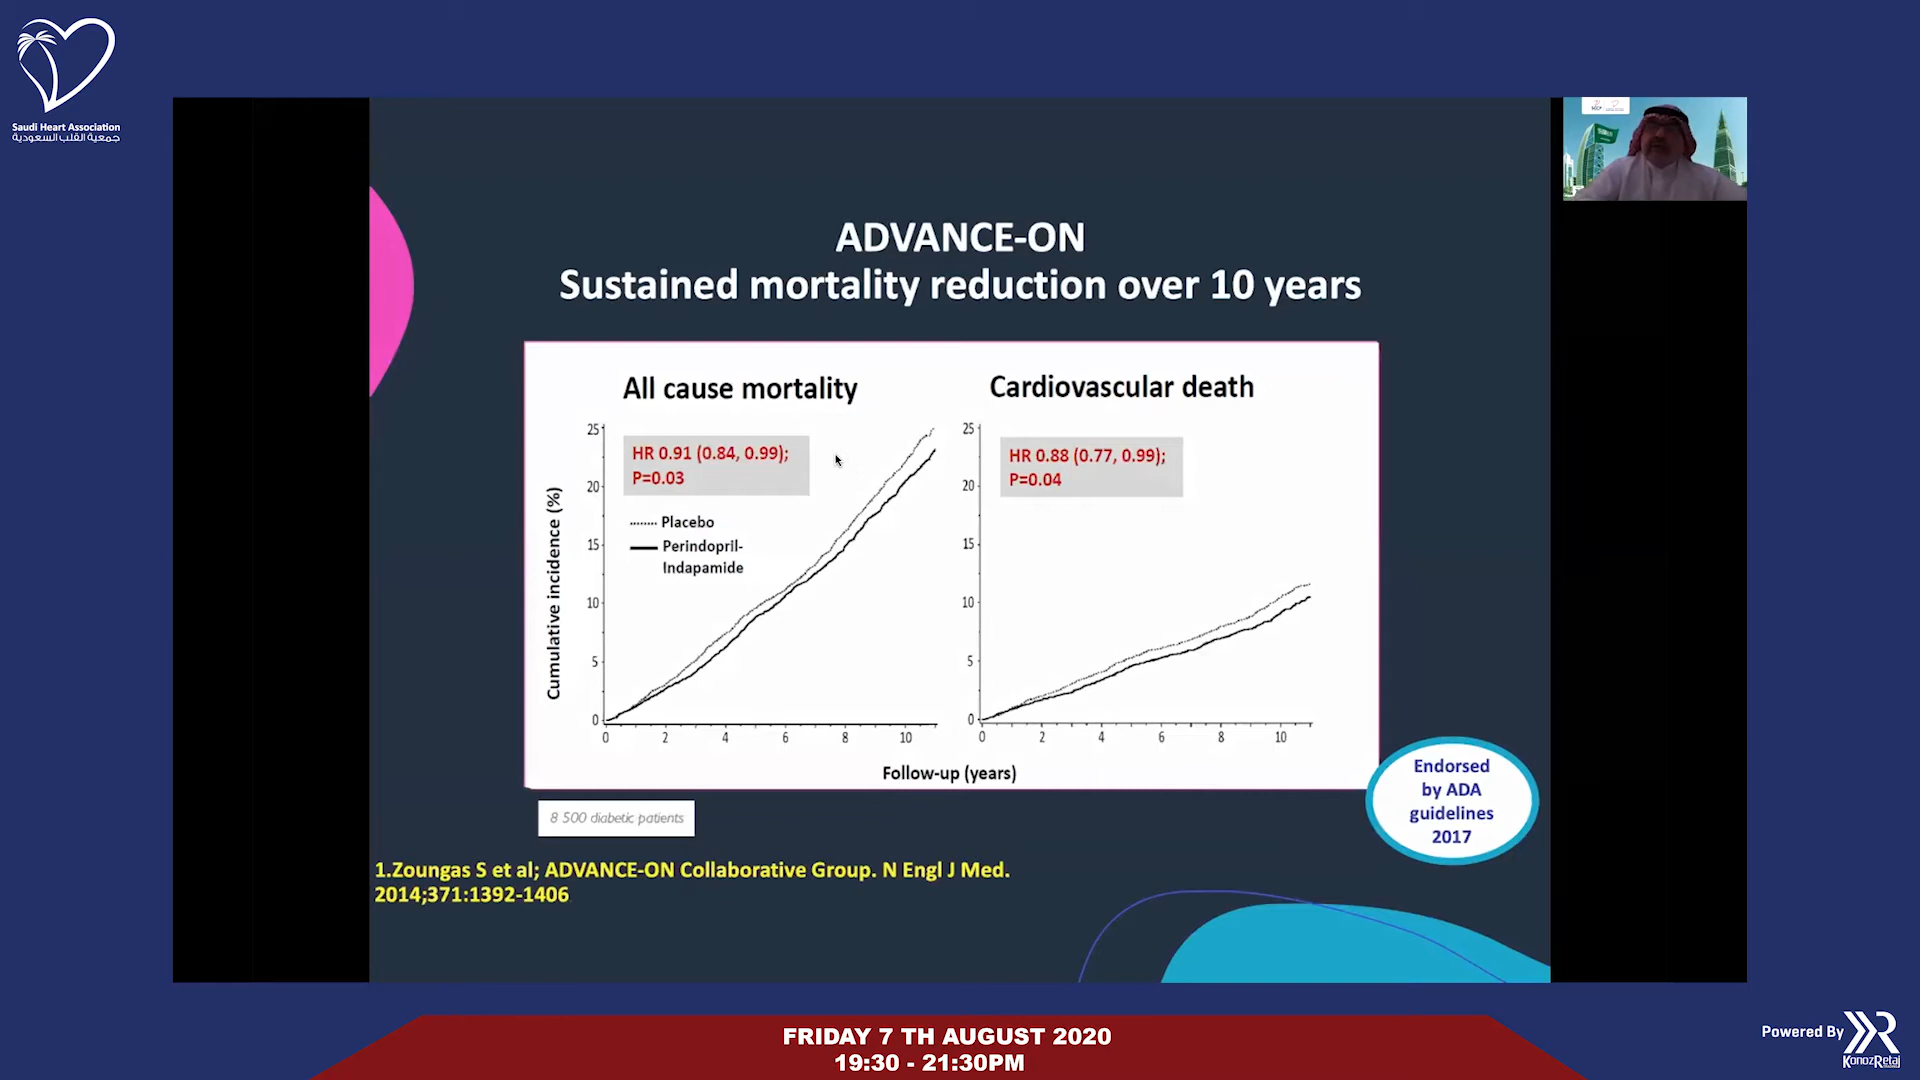 Saudi Heart Association
جمعية القلب السعودية
ADVANCE-ON
Sustained mortality reduction over 10 years
All cause mortality
Cardiovascular death
25
20
15
10
5
0
HR 0.91 (0.84, 0.99);
P=0.03
Placebo
Perindopril-
Indapamide
Cumulative incidence (%)
0 2 4 6 8 10
25
20
15
10
5
0
HR 0.88 (0.77, 0.99);
P=0.04
0 2 4 6 8 10
Follow-up (years)
Endorsed
by ADA
guidelines
2017
8 500 diabetic patients
1.Zoungas S et al; ADVANCE-ON Collaborative Group. N Engl J Med.
2014;371:1392-1406
FRIDAY 7 TH AUGUST 2020
19:30 - 21:30PM
Powered By
KonozRetaj